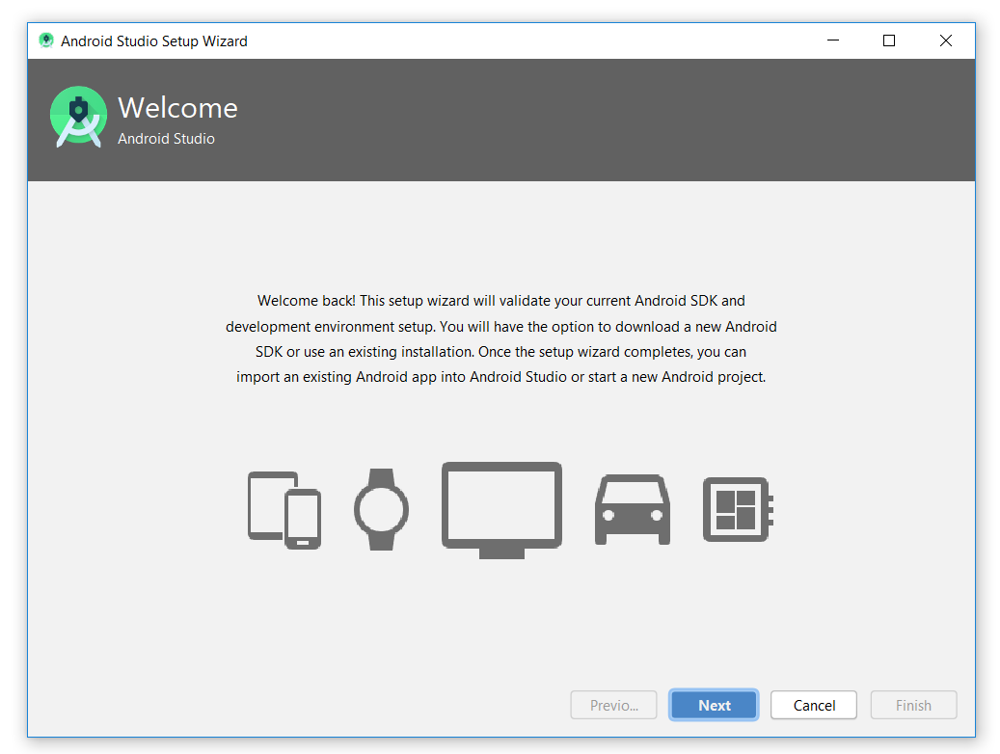 Android Studio Setup Wizard
Welcome
Android Studio
Welcome back! This setup wizard will validate your current Android SDK and
development environment setup. You will have the option to download a new Android
SDK or use an existing installation. Once the setup wizard completes, you can
import an existing Android app into Android Studio or start a new Android project.
Previo... Next Cancel Finish